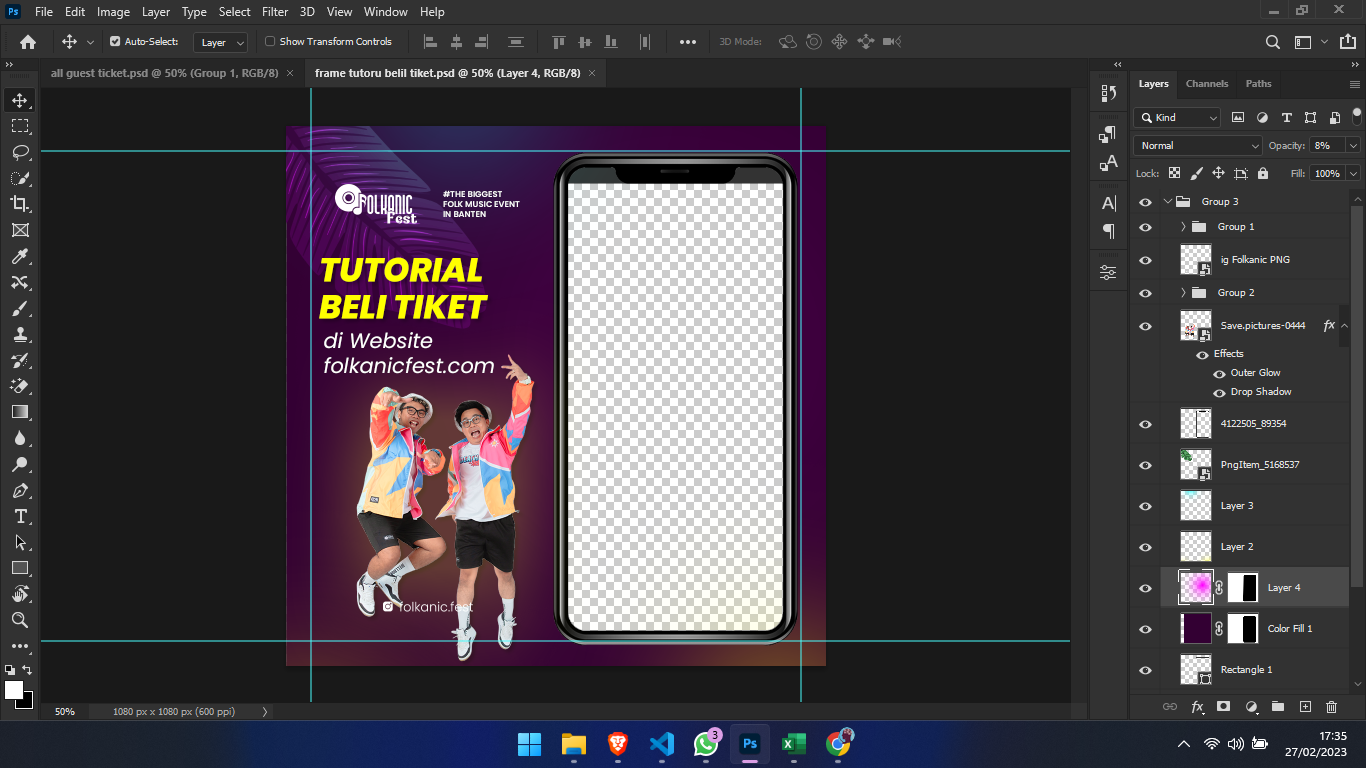 Ps File Edit Image Layer Type Select Filter 3D View Window Help
Auto-Select: Layer Show Transform Controls 3D Mode:
all guest ticket.psd @ 50% (Group 1, RGB/8) × frame tutoru belil tiket.psd @ 50% (Layer 4, RGB/8) ×
FOLKANIC
Fest
#THE BIGGEST
FOLK MUSIC EVENT
IN BANTEN
TUTORIAL
BELI TIKET
di Website
folkanicfest.com
folkanic.fest
Layers Channels Paths
Kind
Normal Opacity: 8%
Lock: Fill: 100%
Group 3
Group 1
ig Folkanic PNG
Group 2
Save.pictures-0444 fx
Effects
Outer Glow
Drop Shadow
4122505_89354
PngItem_5168537
Layer 3
Layer 2
Layer 4
Color Fill 1
Rectangle 1
fx
50% 1080 px x 1080 px (600 ppi)
3
Ps
17:35
27/02/2023